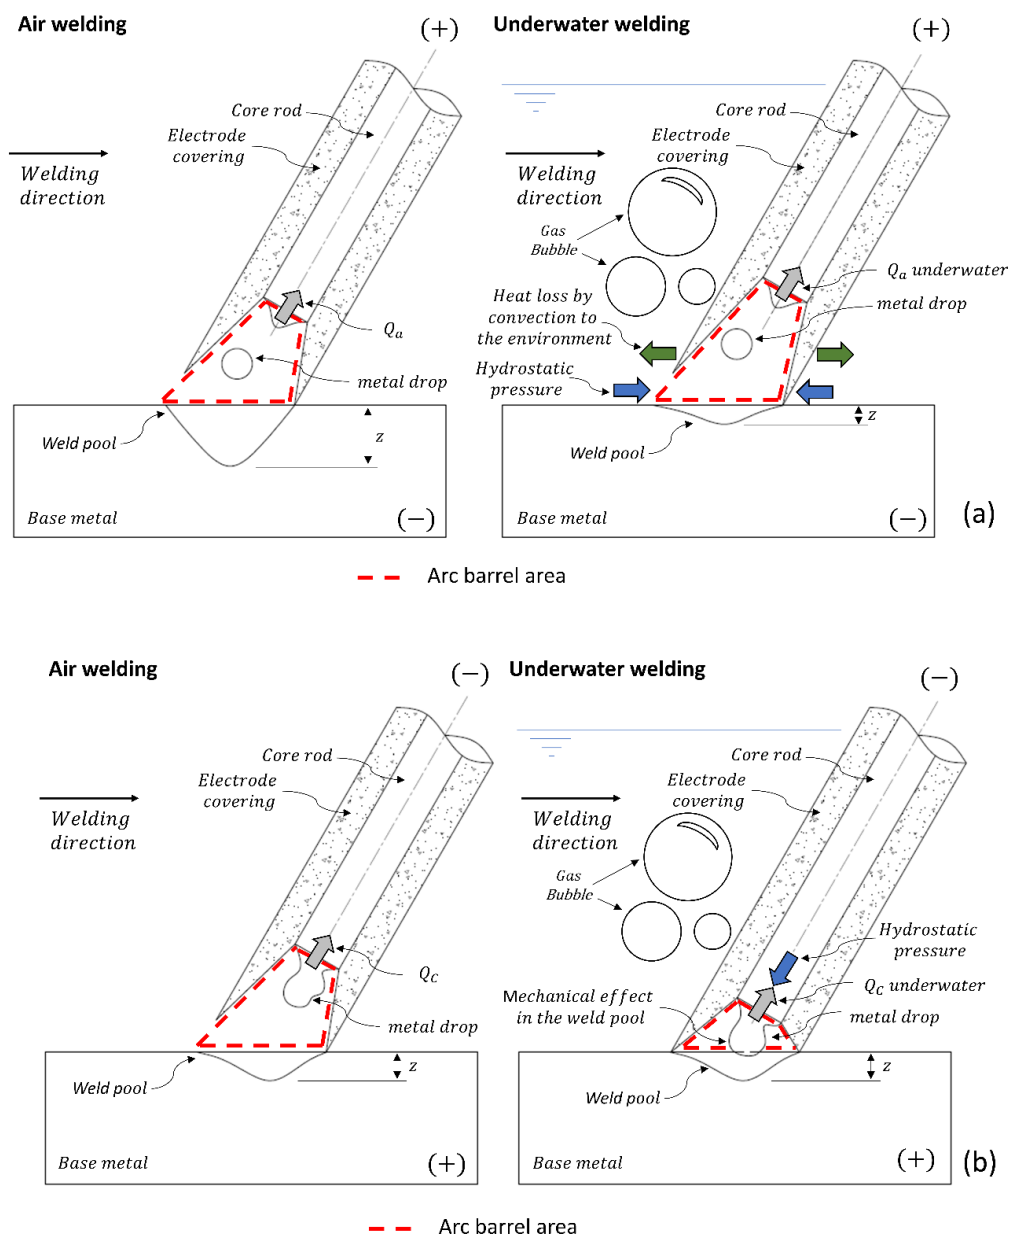 Air welding
(+)
Core rod
Electrode
covering
Welding
direction
Qa
metal drop
Weld pool
z
Base metal
(−)
Underwater welding
(+)
Core rod
Electrode
covering
Welding
direction
Gas
Bubble
Qa underwater
metal drop
Heat loss by
convection to
the environment
Hydrostatic
pressure
Weld pool
z
Base metal
(−)
(a)
Arc barrel area
Air welding
(−)
Core rod
Electrode
covering
Welding
direction
QC
metal drop
Weld pool
z
Base metal
(+)
Underwater welding
(−)
Core rod
Electrode
covering
Welding
direction
Gas
Bubble
Hydrostatic
pressure
QC underwater
Mechanical effect
in the weld pool
metal drop
Weld pool
z
Base metal
(+)
(b)
Arc barrel area